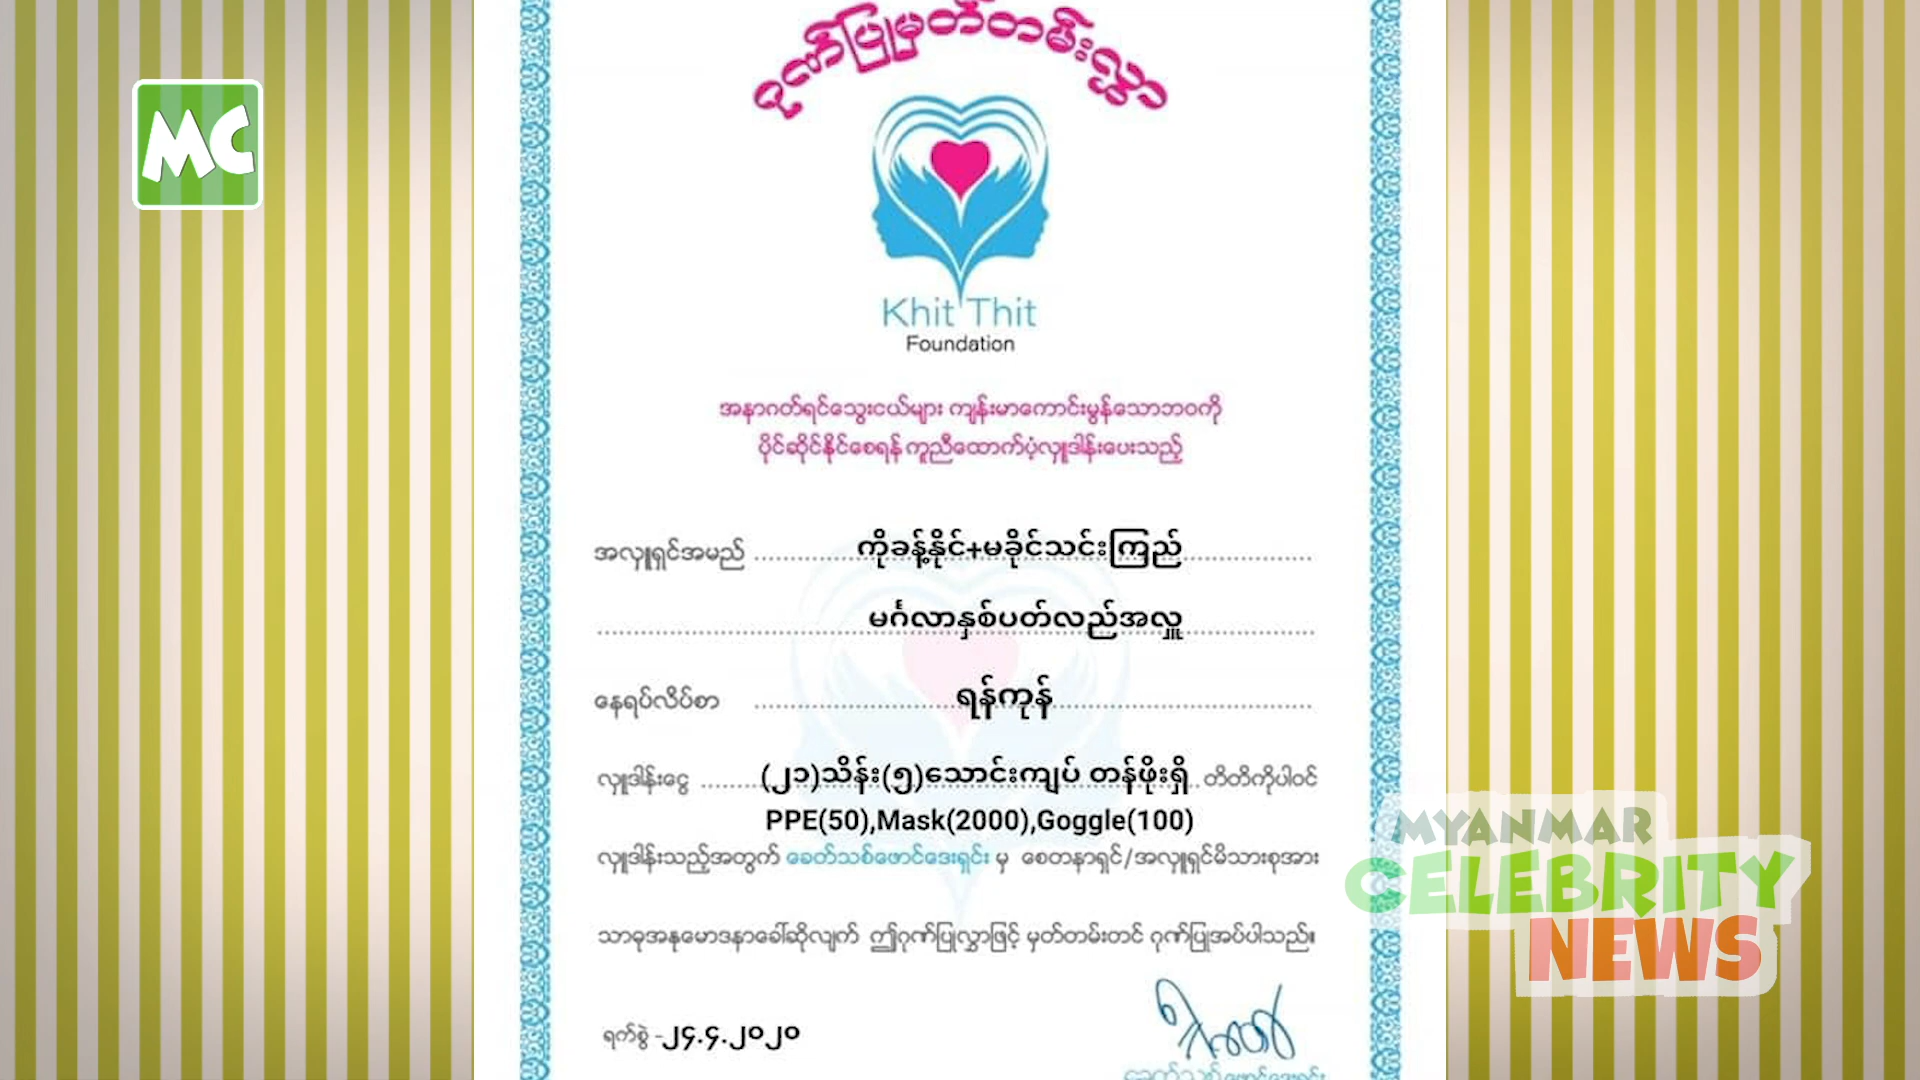 ဂုဏ်ပြုမှတ်တမ်းလွှာ
MC
Khit Thit
Foundation
အနာဂတ်ရင်သွေးငယ်များ ကျန်းမာကောင်းမွန်သောဘဝကို
ပိုင်ဆိုင်နိုင်စေရန် ကူညီထောက်ပံ့လှူဒါန်းပေးသည့်
အလှူရှင်အမည် ကိုခန့်နိုင်+မခိုင်သင်းကြည်
မင်္ဂလာနှစ်ပတ်လည်အလှူ
နေရပ်လိပ်စာ ရန်ကုန်
လှူဒါန်းငွေ (၂၁)သိန်း(၅)သောင်းကျပ် တန်ဖိုးရှိ တိတိကိုပါဝင်
PPE(50),Mask(2000),Goggle(100)
လှူဒါန်းသည့်အတွက် ခေတ်သစ်ဖောင်ဒေးရှင်း မှ စေတနာရှင်/အလှူရှင်မိသားစုအား
သာဓုအနုမောဒနာခေါ်ဆိုလျက် ဤဂုဏ်ပြုလွှာဖြင့် မှတ်တမ်းတင် ဂုဏ်ပြုအပ်ပါသည်။
ရက်စွဲ -၂၄.၄.၂၀၂၀
ခေတ်သစ်ဖောင်ဒေးရှင်း
MYANMAR
CELEBRITY
NEWS